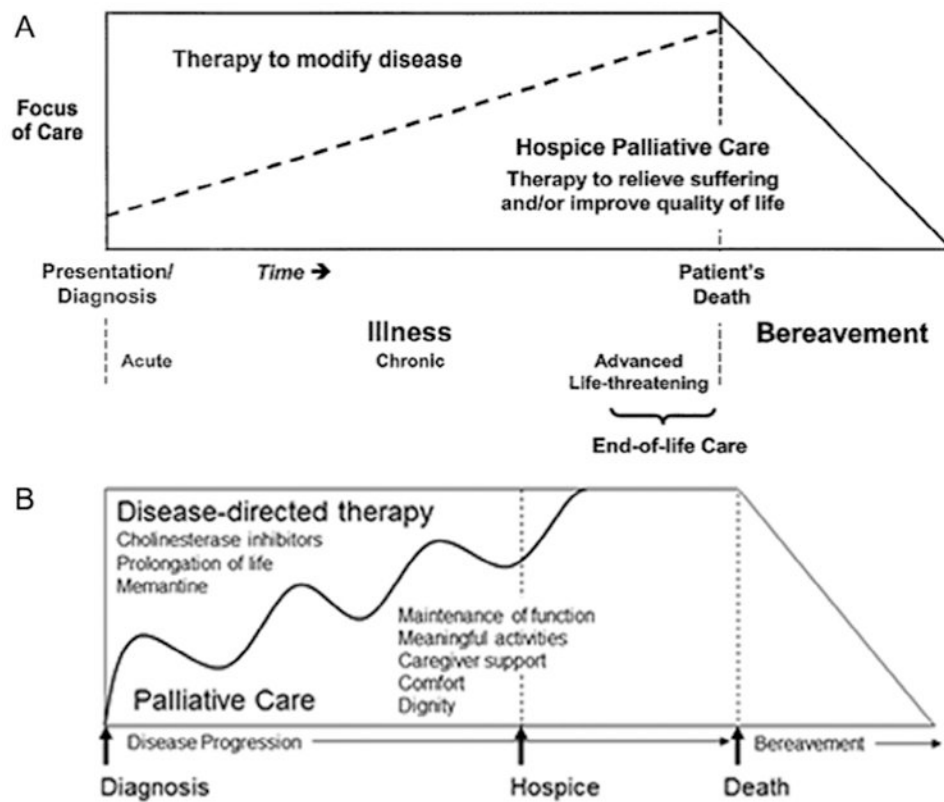 A
Therapy to modify disease
Focus
of Care
Hospice Palliative Care
Therapy to relieve suffering
and/or improve quality of life
Presentation/
Diagnosis
Time →
Patient's
Death
Illness
Bereavement
Acute
Chronic
Advanced
Life-threatening
End-of-life Care
B
Disease-directed therapy
Cholinesterase inhibitors
Prolongation of life
Memantine
Maintenance of function
Meaningful activities
Caregiver support
Comfort
Dignity
Palliative Care
Disease Progression
Bereavement
Diagnosis
Hospice
Death